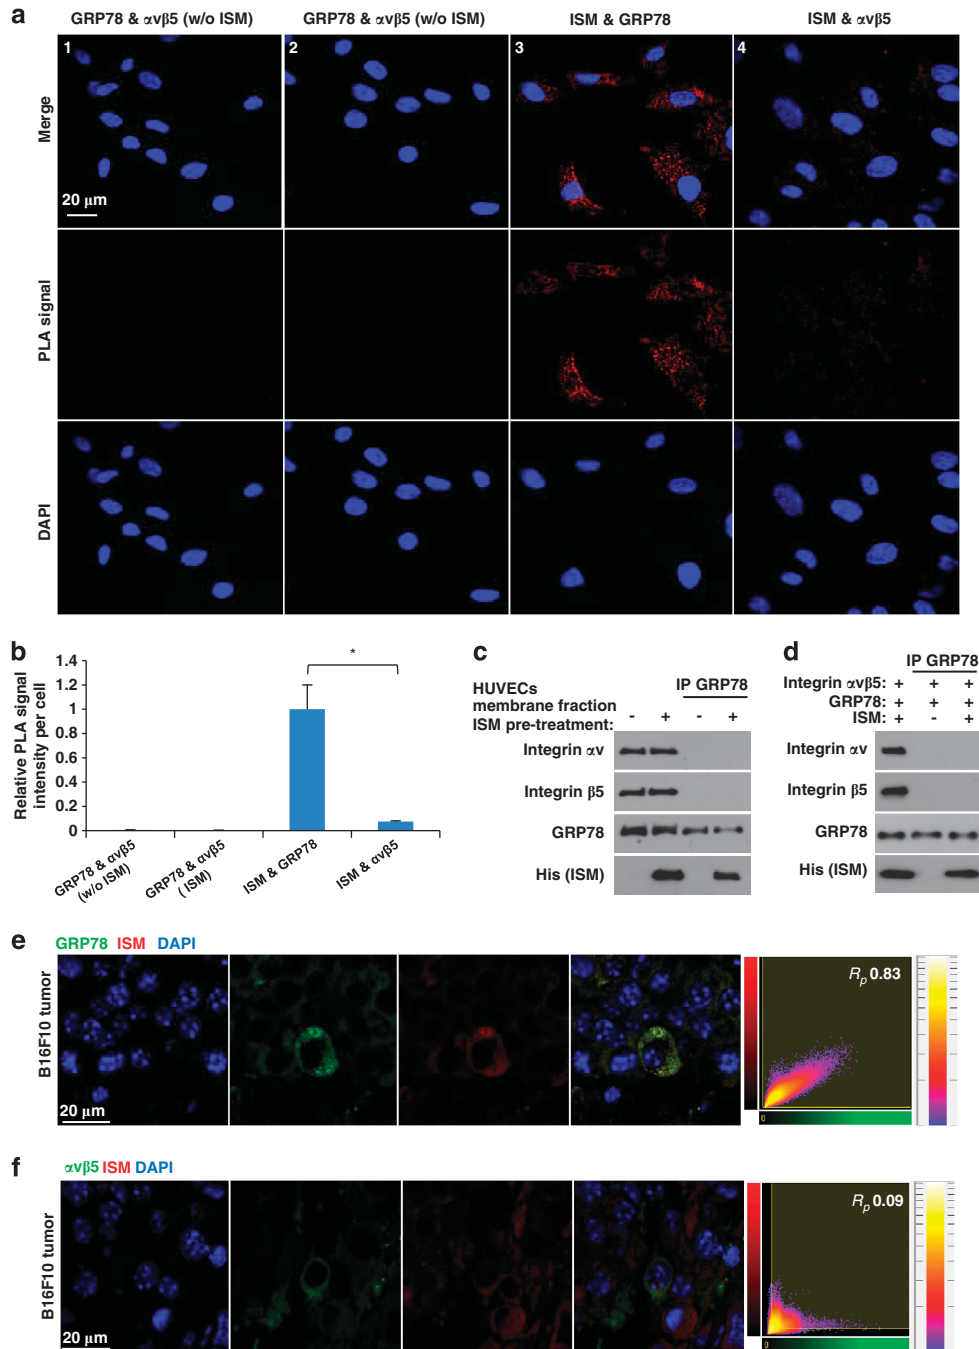 a
GRP78 & αvβ5 (w/o ISM)
GRP78 & αvβ5 (w/o ISM)
ISM & GRP78
ISM & αvβ5
Merge
1
2
3
4
20 μm
PLA signal
DAPI
b
Relative PLA signal
intensity per cell
1.4
1.2
1
0.8
0.6
0.4
0.2
0
*
GRP78 & αvβ5
(w/o ISM)
GRP78 & αvβ5
( ISM)
ISM & GRP78
ISM & αvβ5
c
HUVECs
membrane fraction
IP GRP78
ISM pre-treatment: - + - +
Integrin αv
Integrin β5
GRP78
His (ISM)
d
IP GRP78
Integrin αvβ5: + + +
GRP78: + + +
ISM: + - +
Integrin αv
Integrin β5
GRP78
His (ISM)
e
GRP78 ISM DAPI
B16F10 tumor
20 μm
Rp 0.83
0
f
αvβ5 ISM DAPI
B16F10 tumor
20 μm
Rp 0.09
0